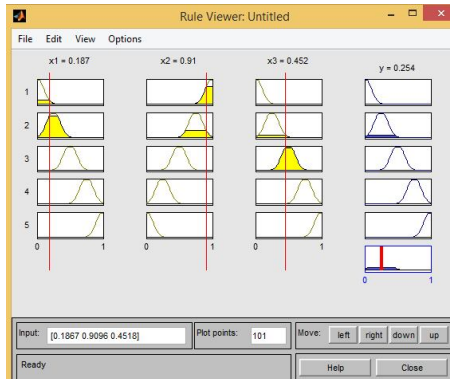 Rule Viewer: Untitled
File Edit View Options
x1 = 0.187 x2 = 0.91 x3 = 0.452 y = 0.254
1
2
3
4
5
0 1 0 1 0 1
0 1
Input: [0.1867 0.9096 0.4518] Plot points: 101 Move: left right down up
Ready Help Close